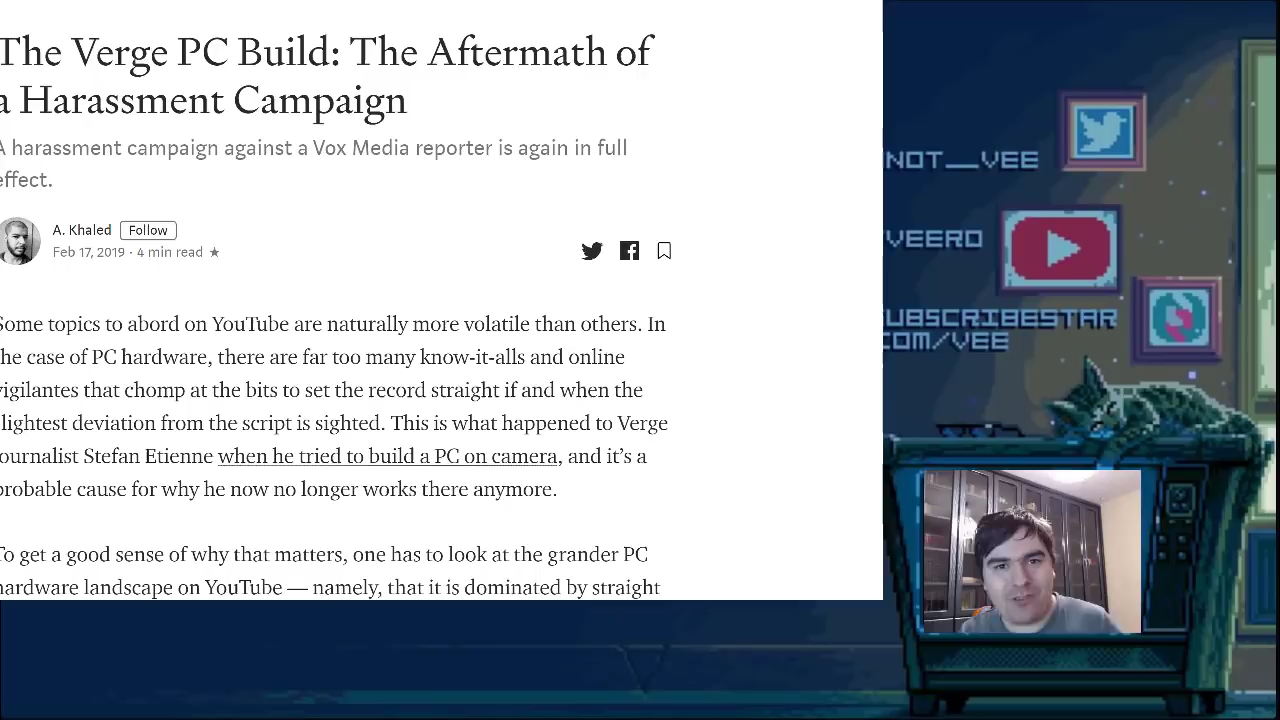 The Verge PC Build: The Aftermath of
a Harassment Campaign
A harassment campaign against a Vox Media reporter is again in full
effect.
A. Khaled Follow
Feb 17, 2019 · 4 min read ★
Some topics to abord on YouTube are naturally more volatile than others. In
the case of PC hardware, there are far too many know-it-alls and online
vigilantes that chomp at the bits to set the record straight if and when the
slightest deviation from the script is sighted. This is what happened to Verge
journalist Stefan Etienne when he tried to build a PC on camera, and it's a
probable cause for why he now no longer works there anymore.
To get a good sense of why that matters, one has to look at the grander PC
hardware landscape on YouTube — namely, that it is dominated by straight
NOT__VEE
VEERO
UBSCRIBESTAR
COM/VEE